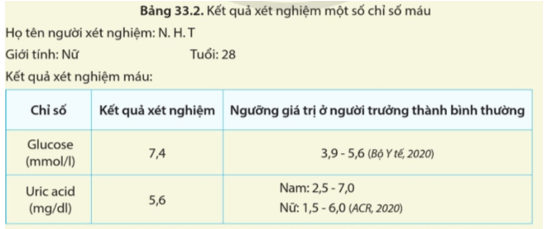 Bảng 33.2. Kết quả xét nghiệm một số chỉ số máu
Họ tên người xét nghiệm: N. H. T
Giới tính: Nữ Tuổi: 28
Kết quả xét nghiệm máu:
Chỉ số Kết quả xét nghiệm Ngưỡng giá trị ở người trưởng thành bình thường
Glucose
(mmol/l) 7,4 3,9 - 5,6 (Bộ Y tế, 2020)
Uric acid
(mg/dl) 5,6 Nam: 2,5 - 7,0
Nữ: 1,5 - 6,0 (ACR, 2020)